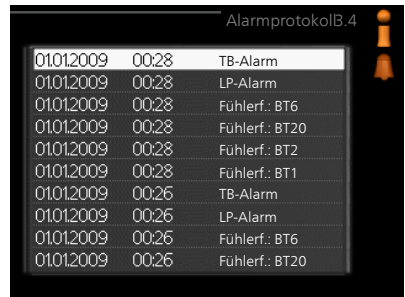 AlarmprotokolB.4
01.01.2009 00:28 TB-Alarm
01.01.2009 00:28 LP-Alarm
01.01.2009 00:28 Fühlerf.: BT6
01.01.2009 00:28 Fühlerf.: BT20
01.01.2009 00:28 Fühlerf.: BT2
01.01.2009 00:28 Fühlerf.: BT1
01.01.2009 00:26 TB-Alarm
01.01.2009 00:26 LP-Alarm
01.01.2009 00:26 Fühlerf.: BT6
01.01.2009 00:26 Fühlerf.: BT20